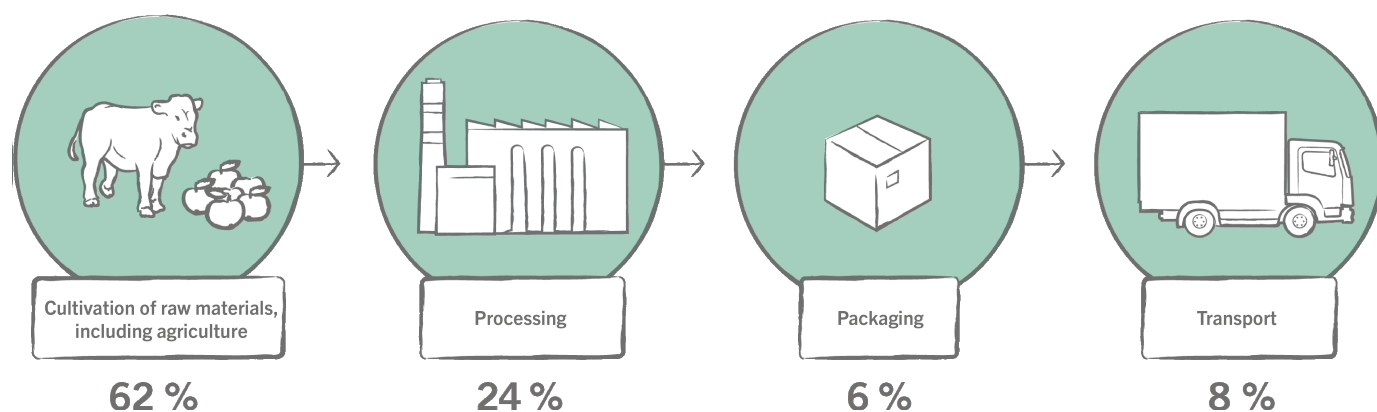 Cultivation of raw materials,
including agriculture
Processing
Packaging
Transport
62 %
24 %
6 %
8 %